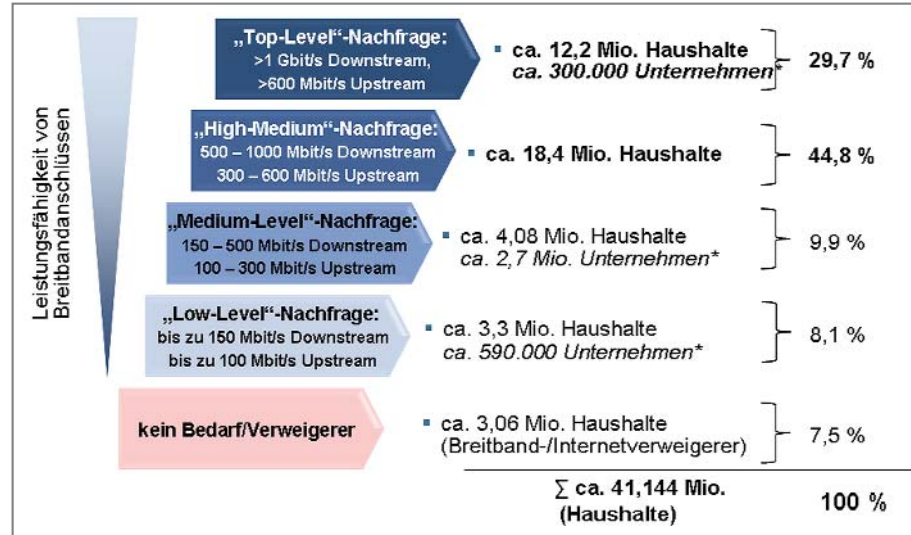 Leistungsfähigkeit von
Breitbandanschlüssen
„Top-Level“-Nachfrage:
>1 Gbit/s Downstream,
>600 Mbit/s Upstream
▪ ca. 12,2 Mio. Haushalte
ca. 300.000 Unternehmen*
29,7 %
„High-Medium“-Nachfrage:
500 – 1000 Mbit/s Downstream
300 – 600 Mbit/s Upstream
▪ ca. 18,4 Mio. Haushalte
44,8 %
„Medium-Level“-Nachfrage:
150 – 500 Mbit/s Downstream
100 – 300 Mbit/s Upstream
▪ ca. 4,08 Mio. Haushalte
ca. 2,7 Mio. Unternehmen*
9,9 %
„Low-Level“-Nachfrage:
bis zu 150 Mbit/s Downstream
bis zu 100 Mbit/s Upstream
▪ ca. 3,3 Mio. Haushalte
ca. 590.000 Unternehmen*
8,1 %
kein Bedarf/Verweigerer
▪ ca. 3,06 Mio. Haushalte
(Breitband-/Internetverweigerer)
7,5 %
∑ ca. 41,144 Mio.
(Haushalte)
100 %